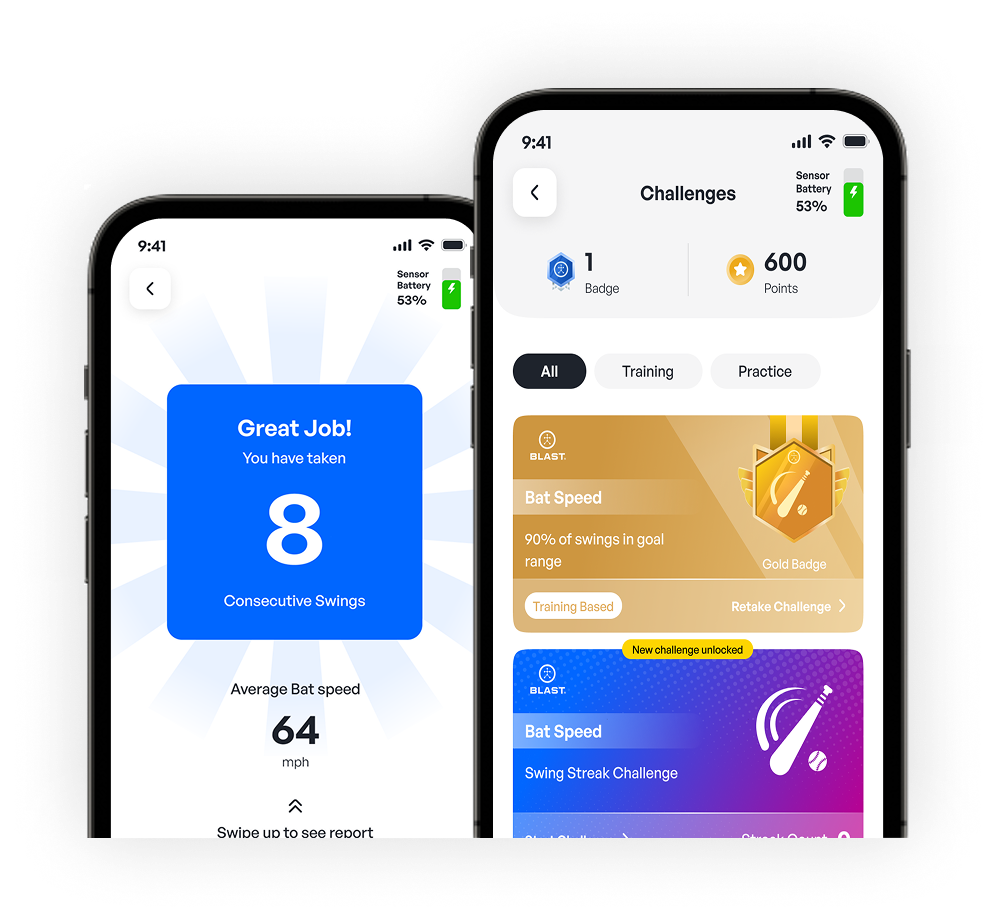 9:41
Sensor
Battery
53%
Great Job!
You have taken
8
Consecutive Swings
Average Bat speed
64
mph
Swipe up to see report
9:41
Challenges
Sensor
Battery
53%
1
Badge
600
Points
All
Training
Practice
BLAST.
Bat Speed
90% of swings in goal
range
Gold Badge
Training Based
Retake Challenge
New challenge unlocked
BLAST.
Bat Speed
Swing Streak Challenge
Streak Count